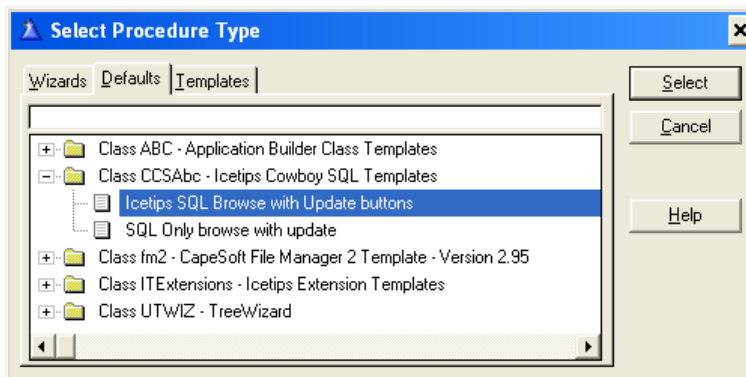 Select Procedure Type
Wizards Defaults Templates
Select
Cancel
Help
Class ABC - Application Builder Class Templates
Class CCSAbc - Icetips Cowboy SQL Templates
Icetips SQL Browse with Update buttons
SQL Only browse with update
Class fm2 - CapeSoft File Manager 2 Template - Version 2.95
Class ITExtensions - Icetips Extension Templates
Class UTWIZ - TreeWizard